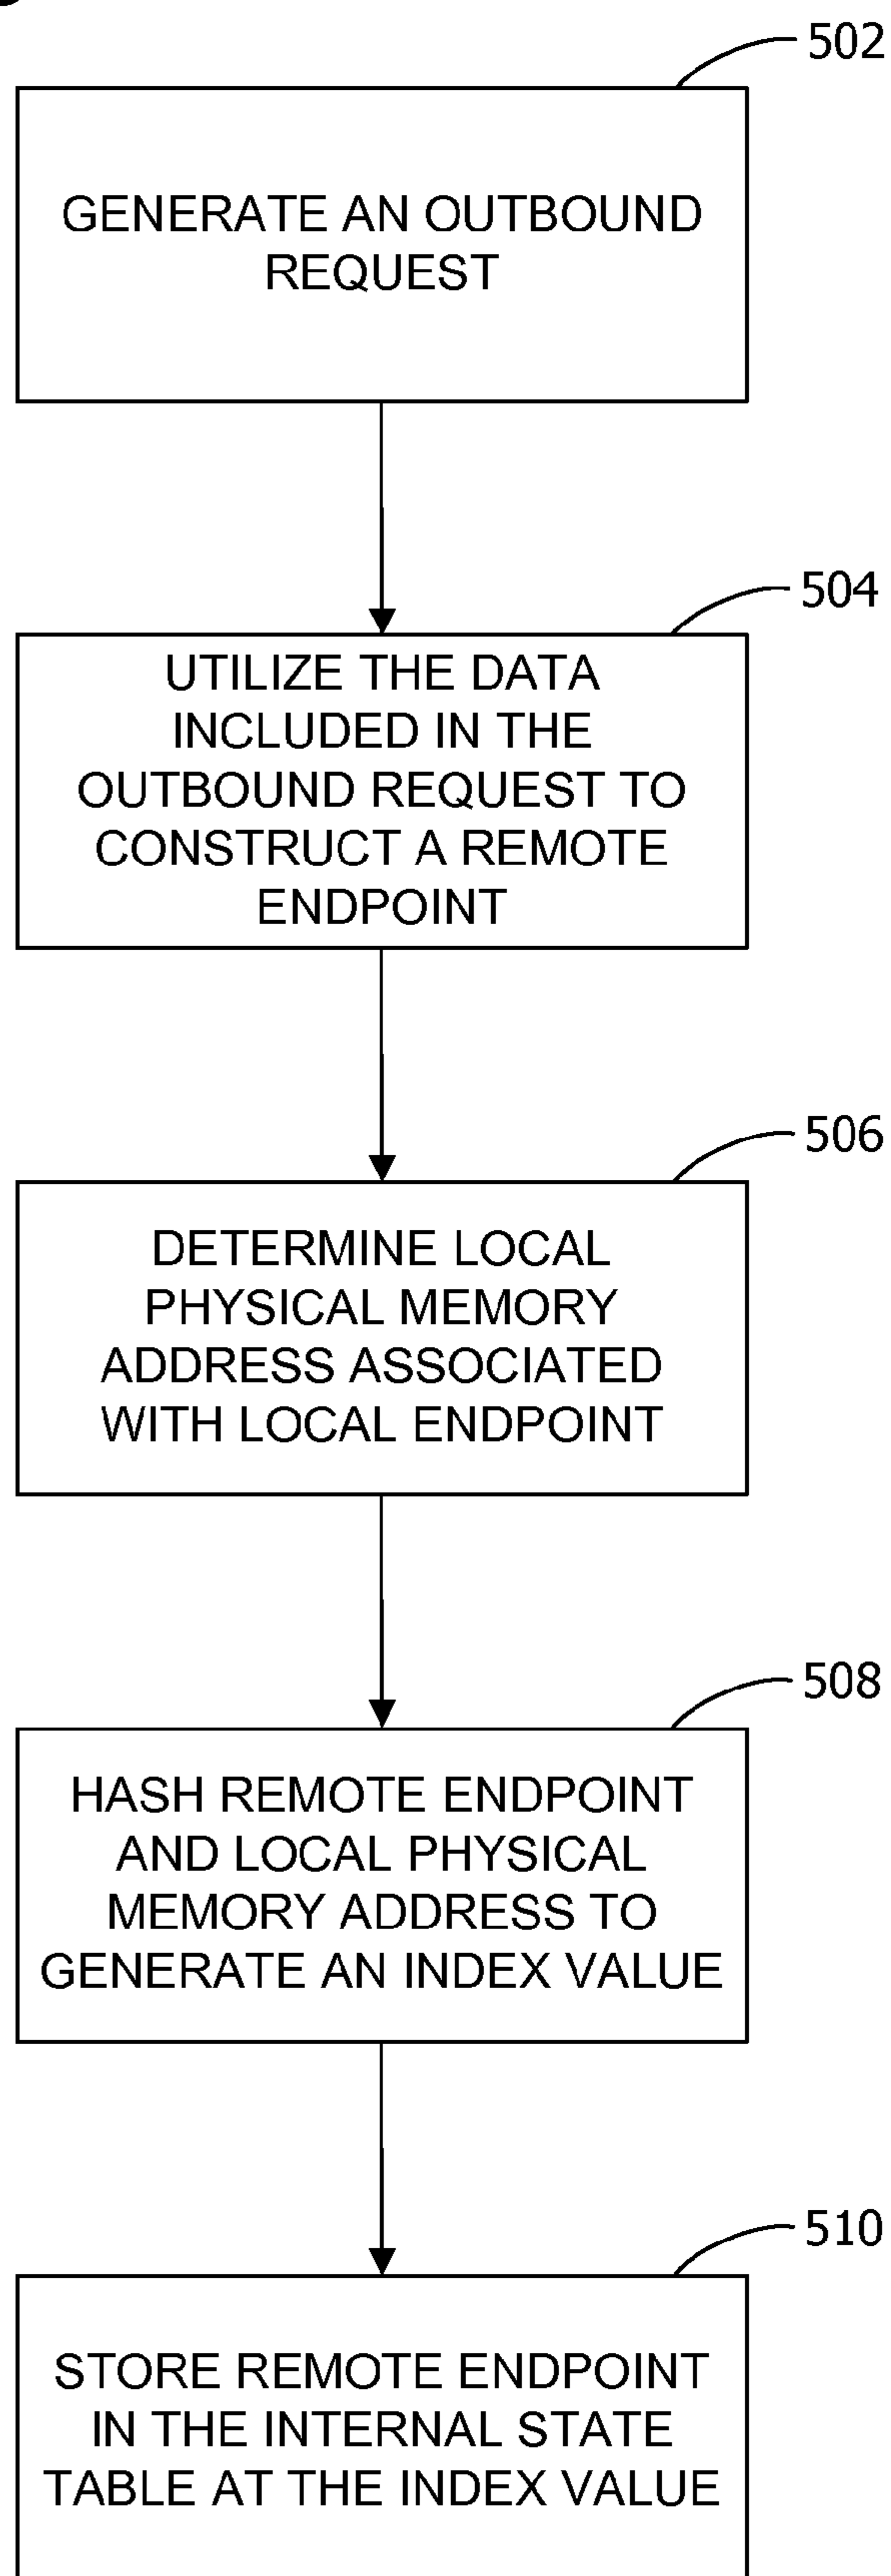 502
GENERATE AN OUTBOUND
REQUEST
504
UTILIZE THE DATA
INCLUDED IN THE
OUTBOUND REQUEST TO
CONSTRUCT A REMOTE
ENDPOINT
506
DETERMINE LOCAL
PHYSICAL MEMORY
ADDRESS ASSOCIATED
WITH LOCAL ENDPOINT
508
HASH REMOTE ENDPOINT
AND LOCAL PHYSICAL
MEMORY ADDRESS TO
GENERATE AN INDEX VALUE
510
STORE REMOTE ENDPOINT
IN THE INTERNAL STATE
TABLE AT THE INDEX VALUE